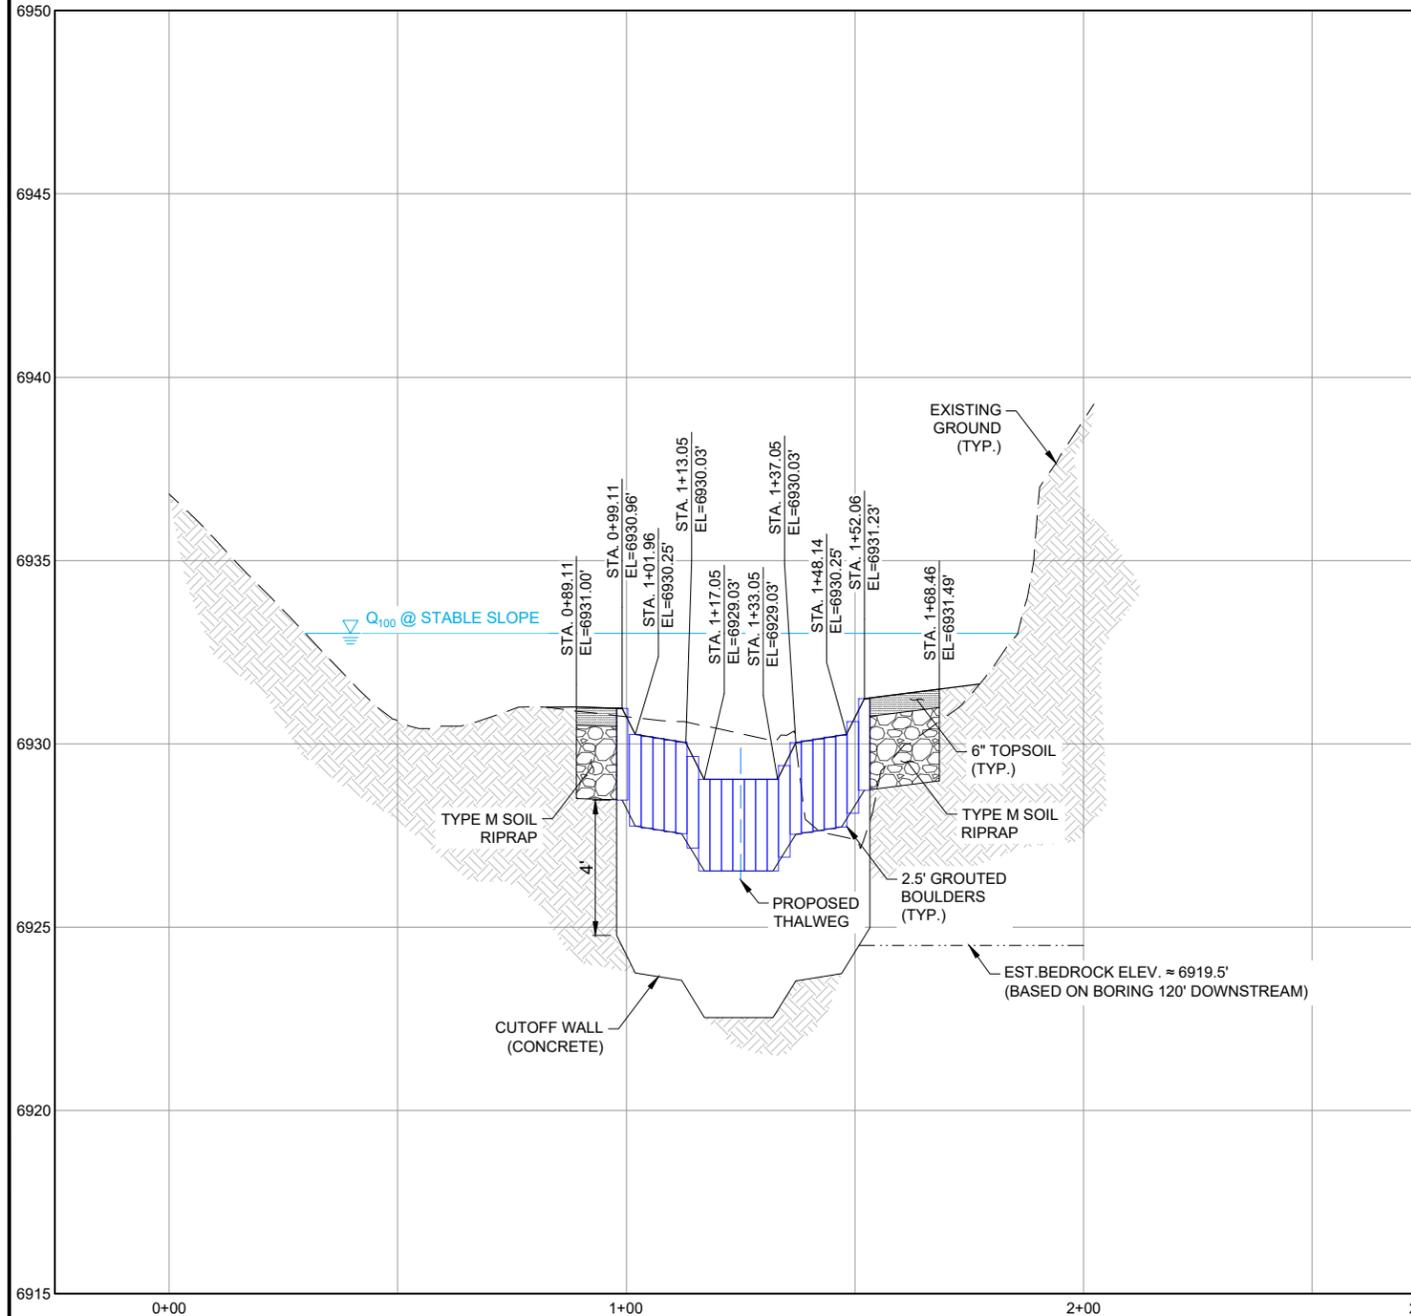 6950
6945
6940
6935
6930
6925
6920
6915
EXISTING
GROUND
(TYP.)
Q100 @ STABLE SLOPE
STA. 0+89.11
EL=6931.00'
STA. 0+99.11
EL=6930.96'
STA. 1+01.96
EL=6930.25'
STA. 1+13.05
EL=6930.03'
STA. 1+17.05
EL=6929.03'
STA. 1+33.05
EL=6929.03'
STA. 1+37.05
EL=6930.03'
STA. 1+48.14
EL=6930.25'
STA. 1+52.06
EL=6931.23'
STA. 1+68.46
EL=6931.49'
6" TOPSOIL
(TYP.)
TYPE M SOIL
RIPRAP
TYPE M SOIL
RIPRAP
4'
2.5' GROUTED
BOULDERS
(TYP.)
PROPOSED
THALWEG
EST.BEDROCK ELEV. ≈ 6919.5'
(BASED ON BORING 120' DOWNSTREAM)
CUTOFF WALL
(CONCRETE)
0+00
1+00
2+00